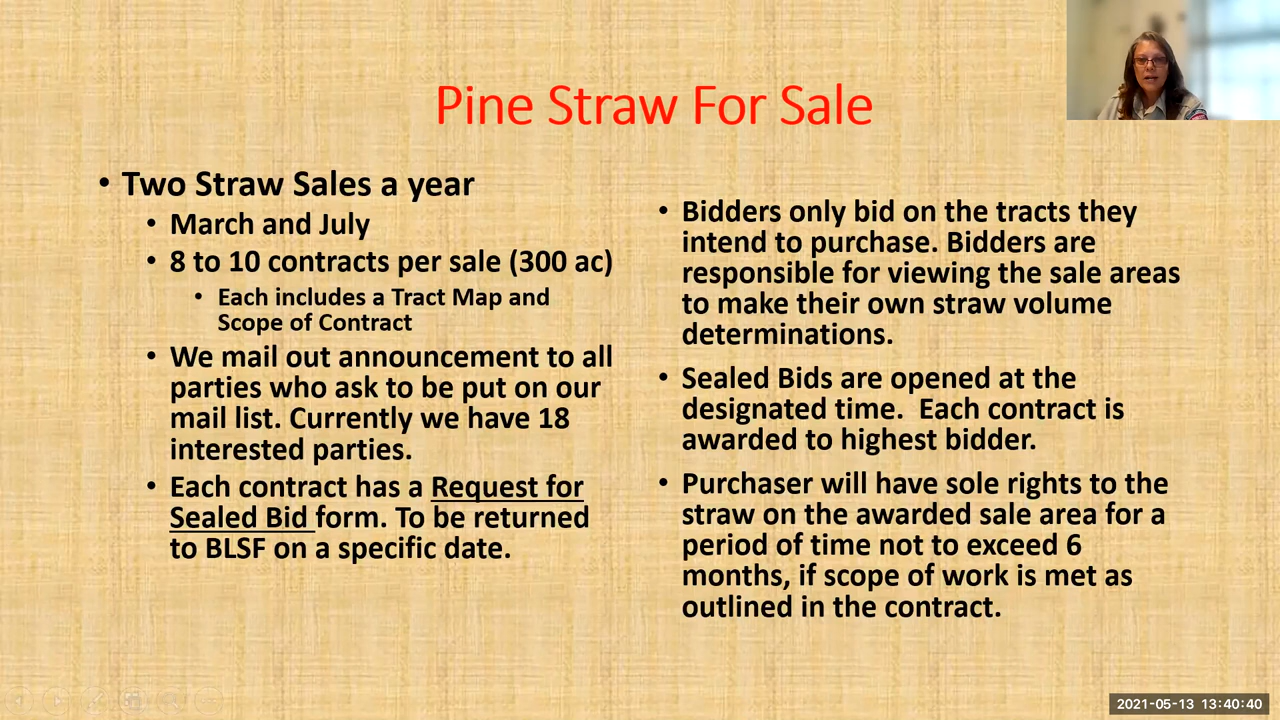 Pine Straw For Sale
• Two Straw Sales a year
• March and July
• 8 to 10 contracts per sale (300 ac)
• Each includes a Tract Map and
Scope of Contract
• We mail out announcement to all
parties who ask to be put on our
mail list. Currently we have 18
interested parties.
• Each contract has a Request for
Sealed Bid form. To be returned
to BLSF on a specific date.
• Bidders only bid on the tracts they
intend to purchase. Bidders are
responsible for viewing the sale areas
to make their own straw volume
determinations.
• Sealed Bids are opened at the
designated time.  Each contract is
awarded to highest bidder.
• Purchaser will have sole rights to the
straw on the awarded sale area for a
period of time not to exceed 6
months, if scope of work is met as
outlined in the contract.
2021-05-13 13:40:40